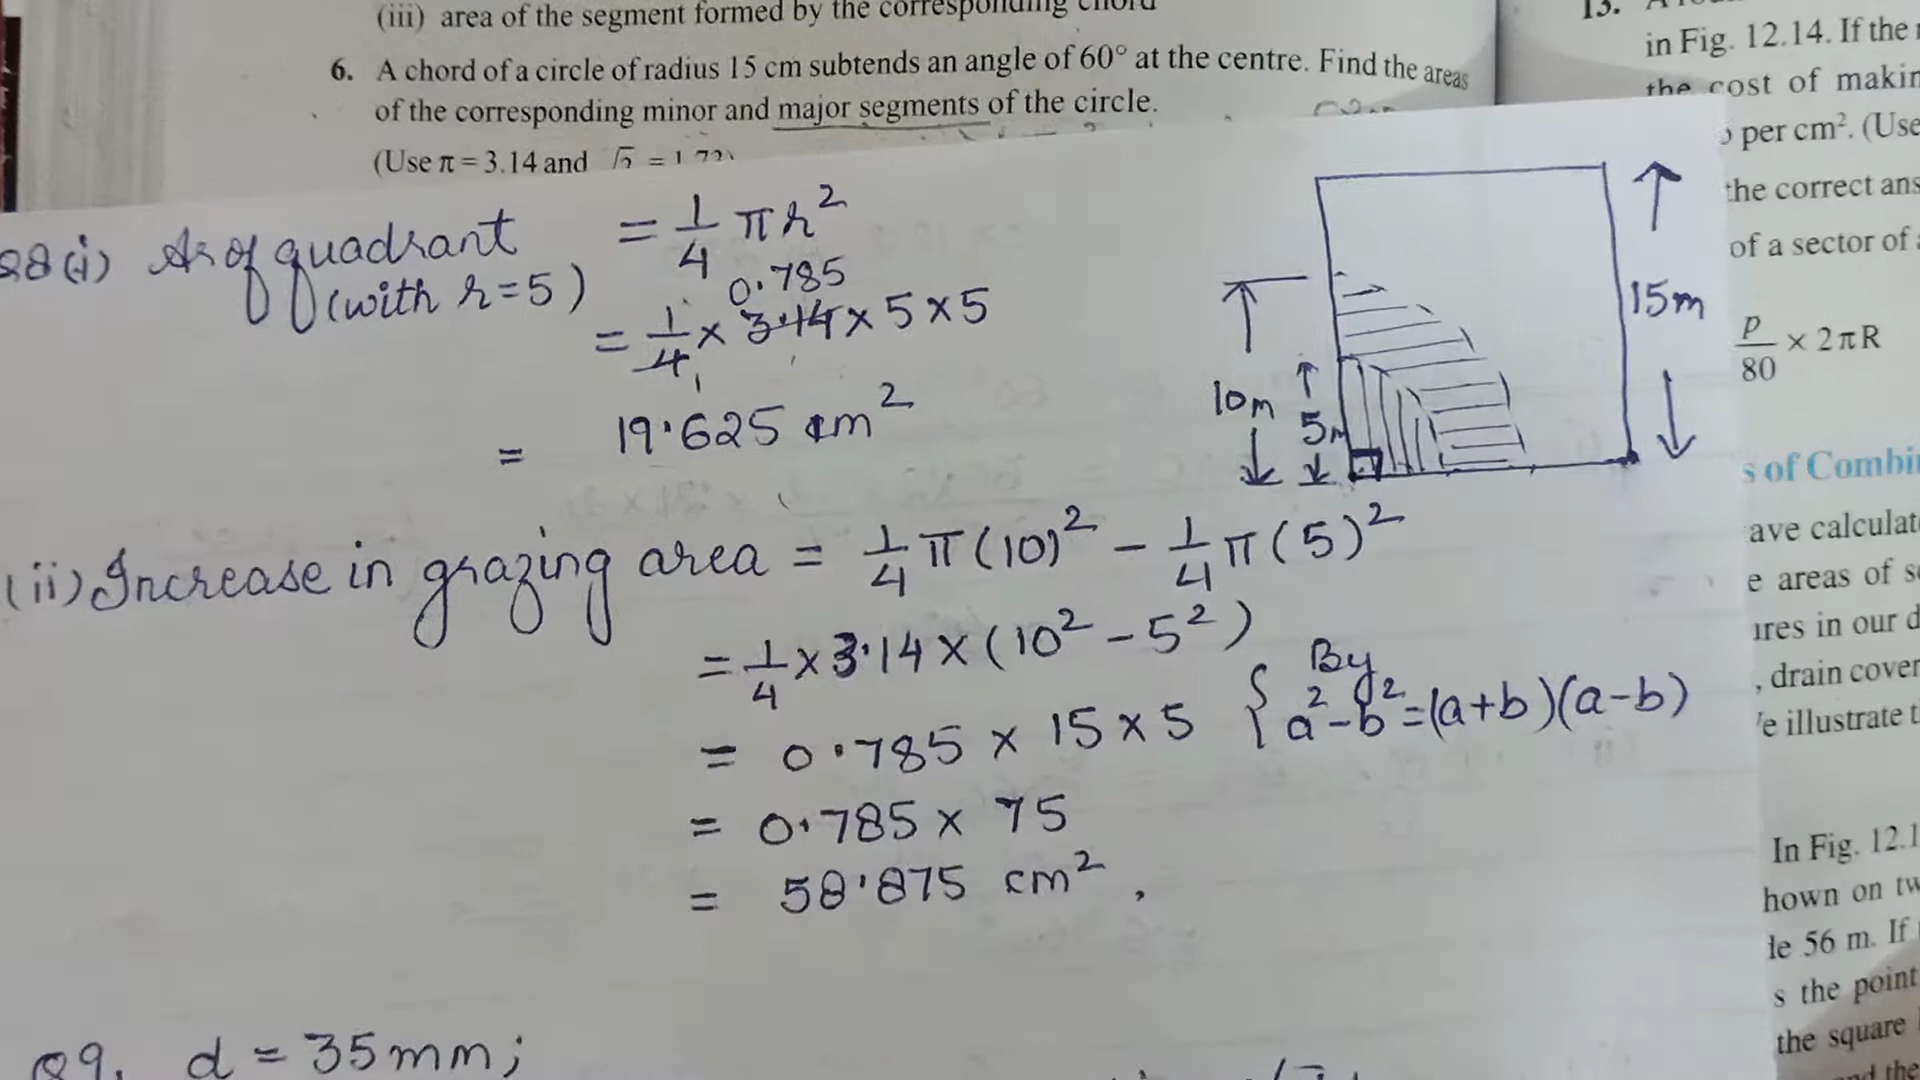 (iii) area of the segment formed by the corresponding chord
6. A chord of a circle of radius 15 cm subtends an angle of 60° at the centre. Find the areas
of the corresponding minor and major segments of the circle.
(Use π = 3.14 and
Q8(i) Ar of quadrant = 1/4 πr²
(with r=5)
0.785
= 1/4 × 3.14 × 5 × 5
= 19.625 cm²
15m
10m
5m
(ii) Increase in grazing area = 1/4 π(10)² - 1/4 π(5)²
= 1/4 × 3.14 × (10² - 5²)
= 0.785 × 15 × 5 { By a²-b²=(a+b)(a-b)
= 0.785 × 75
= 58.875 cm²,
Q9. d = 35mm;
13.
in Fig. 12.14. If the
the cost of makin
per cm². (Use
the correct ans
of a sector of
p/80 × 2πR
s of Combi
ave calculat
e areas of s
ures in our d
, drain cover
e illustrate t
In Fig. 12.1
hown on tw
le 56 m. If
s the point
the square